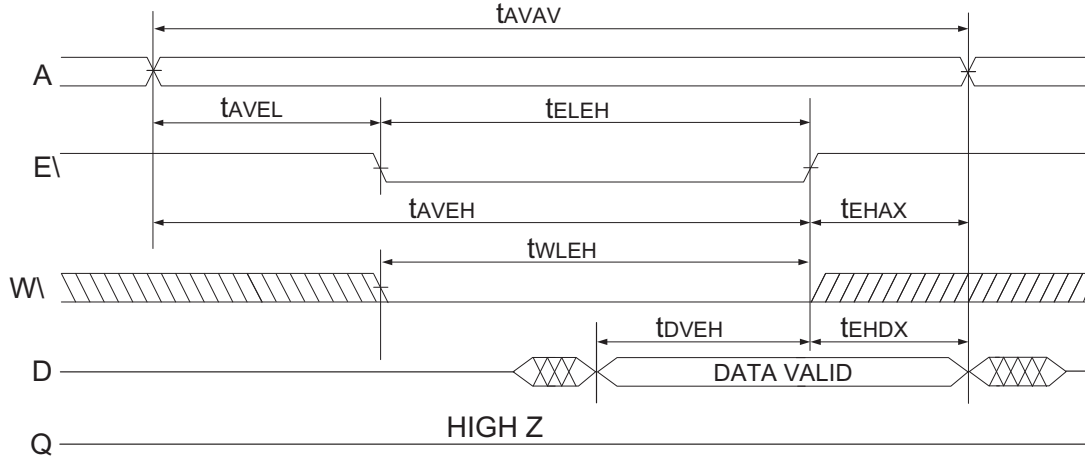 tAVAV
A
tAVEL tELEH
E\
tAVEH tEHAX
tWLEH
W\
tDVEH tEHDX
D DATA VALID
HIGH Z
Q